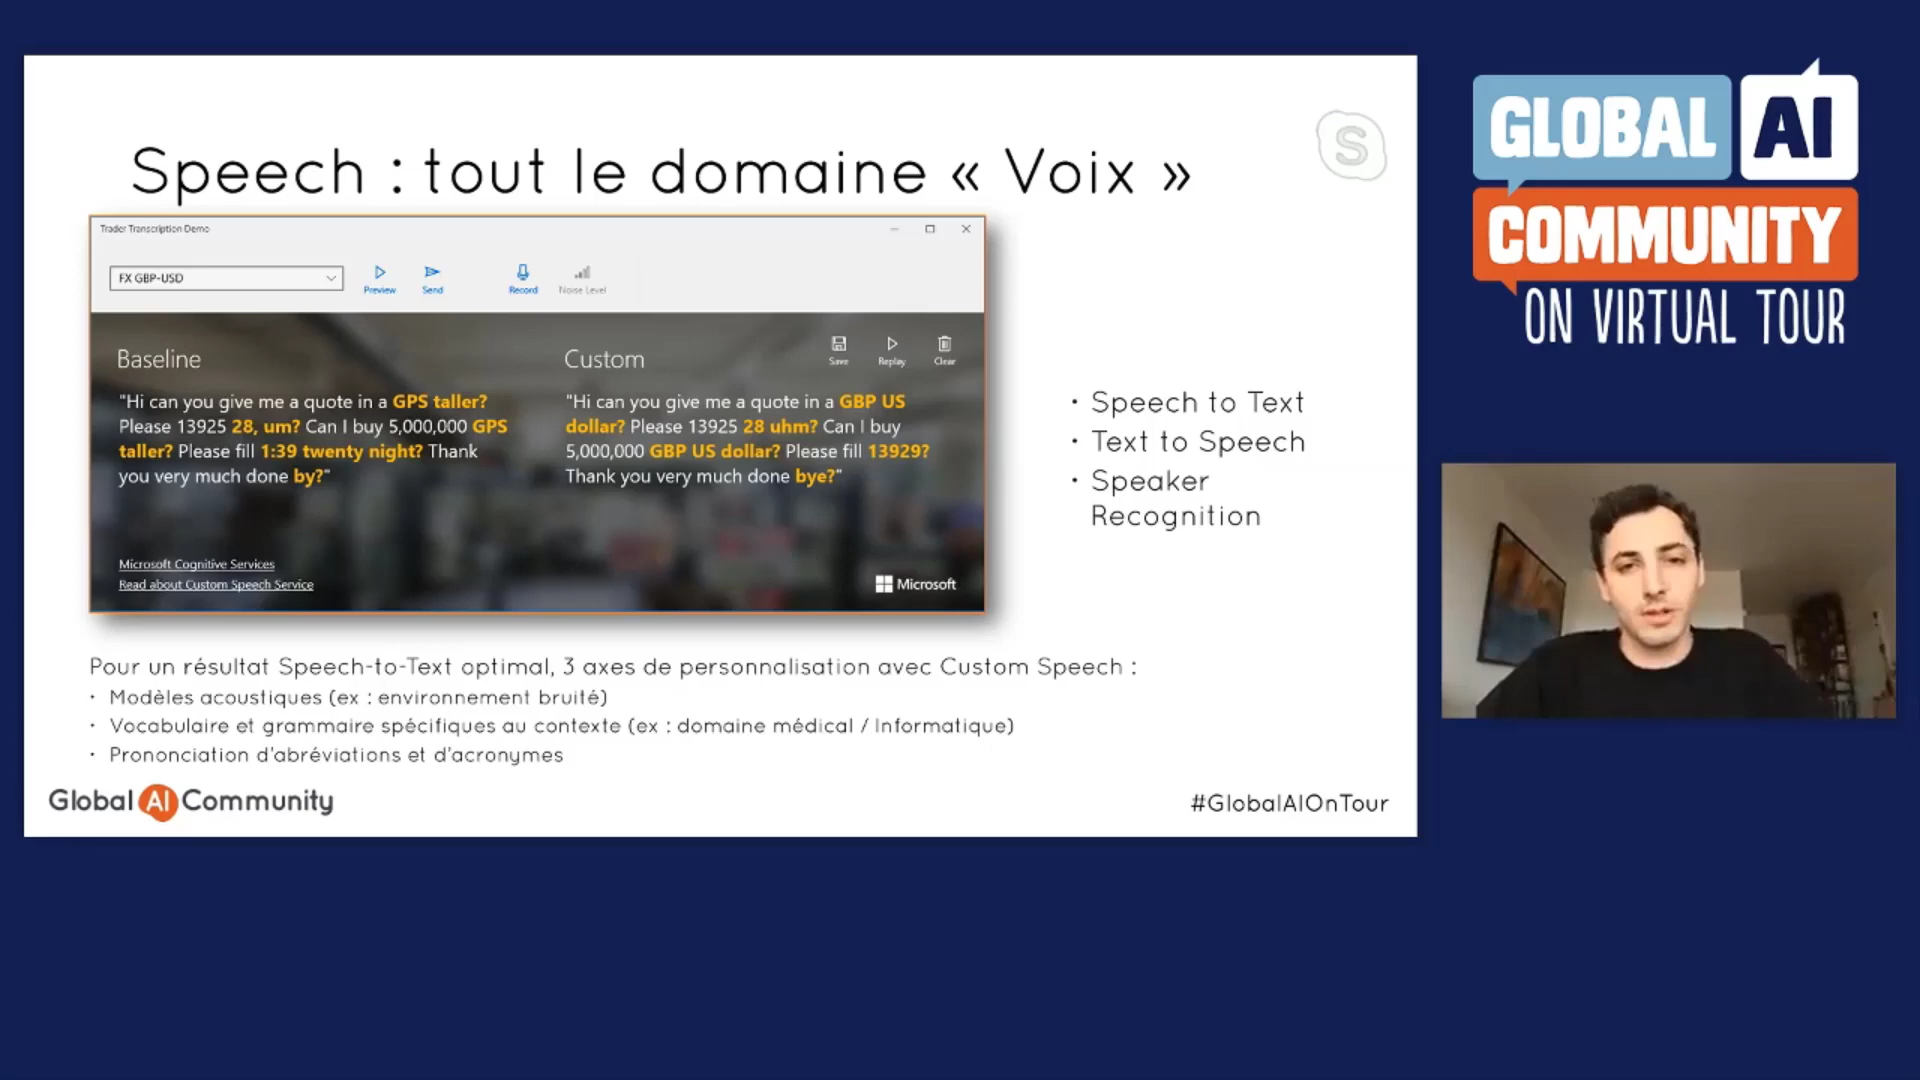 Speech : tout le domaine « Voix »
S
Trader Transcription Demo
FX GBP-USD
Preview
Send
Record
Noise Level
Baseline
"Hi can you give me a quote in a GPS taller?
Please 13925 28, um? Can I buy 5,000,000 GPS
taller? Please fill 1:39 twenty night? Thank
you very much done by?"
Custom
Save
Replay
Clear
"Hi can you give me a quote in a GBP US
dollar? Please 13925 28 uhm? Can I buy
5,000,000 GBP US dollar? Please fill 13929?
Thank you very much done bye?"
Microsoft Cognitive Services
Read about Custom Speech Service
Microsoft
· Speech to Text
· Text to Speech
· Speaker
Recognition
Pour un résultat Speech-to-Text optimal, 3 axes de personnalisation avec Custom Speech :
· Modèles acoustiques (ex : environnement bruité)
· Vocabulaire et grammaire spécifiques au contexte (ex : domaine médical / Informatique)
· Prononciation d'abréviations et d'acronymes
Global AI Community
#GlobalAIOnTour
GLOBAL AI
COMMUNITY
ON VIRTUAL TOUR